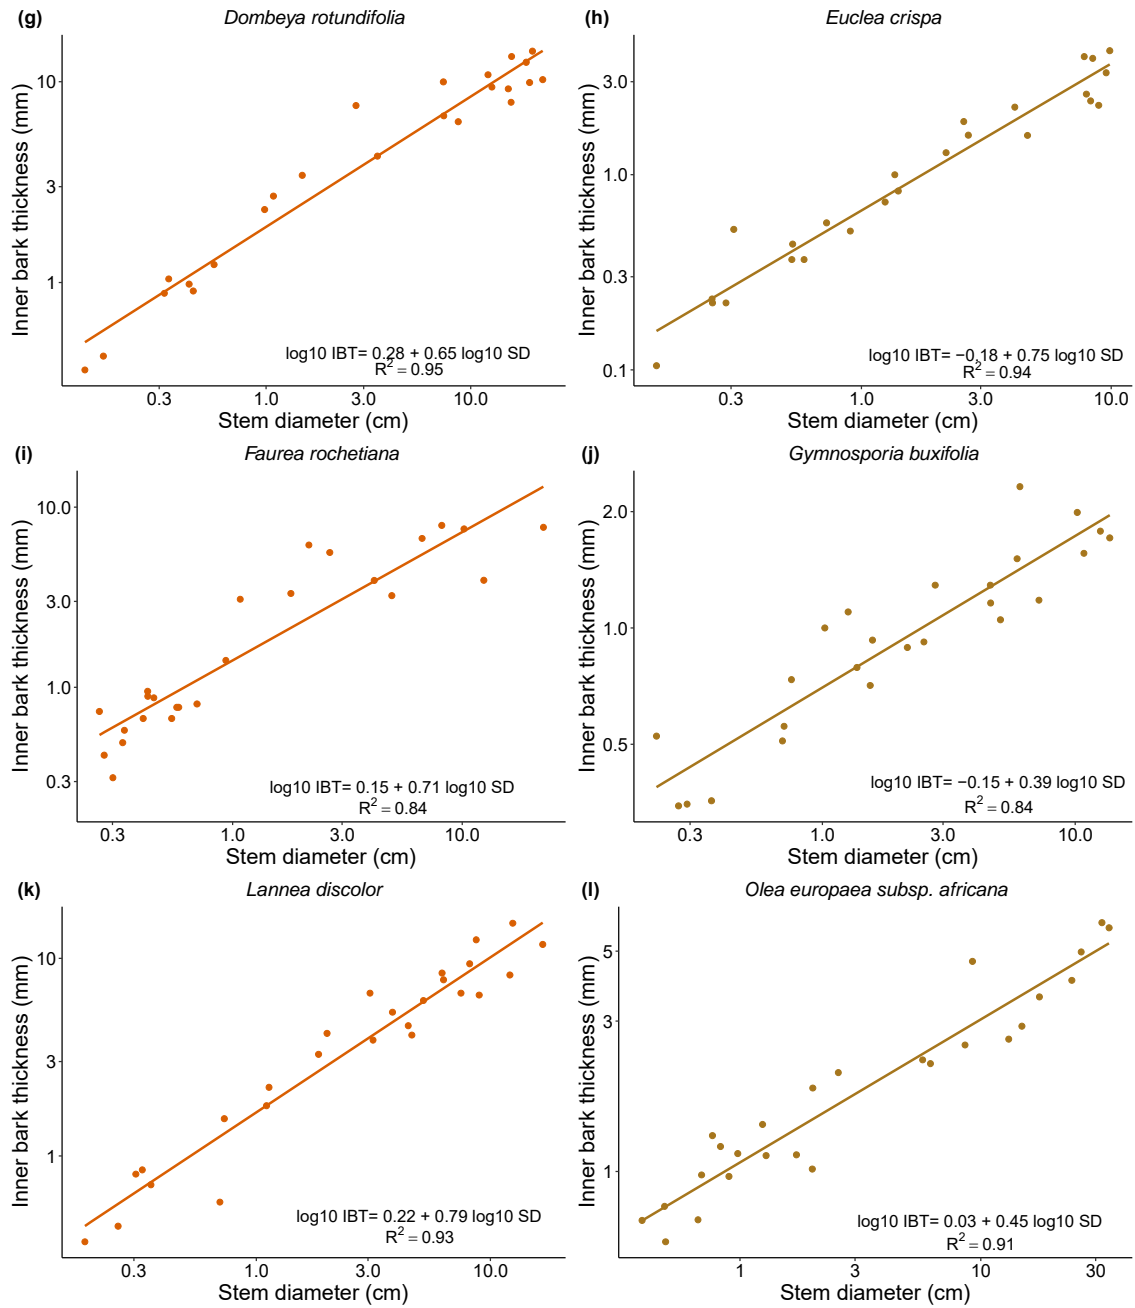 (g) Dombeya rotundifolia
Inner bark thickness (mm)
10
3
1
log10 IBT= 0.28 + 0.65 log10 SD
R² = 0.95
0.3 1.0 3.0 10.0
Stem diameter (cm)
(h) Euclea crispa
Inner bark thickness (mm)
3.0
1.0
0.3
0.1
log10 IBT= −0.18 + 0.75 log10 SD
R² = 0.94
0.3 1.0 3.0 10.0
Stem diameter (cm)
(i) Faurea rochetiana
Inner bark thickness (mm)
10.0
3.0
1.0
0.3
log10 IBT= 0.15 + 0.71 log10 SD
R² = 0.84
0.3 1.0 3.0 10.0
Stem diameter (cm)
(j) Gymnosporia buxifolia
Inner bark thickness (mm)
2.0
1.0
0.5
log10 IBT= −0.15 + 0.39 log10 SD
R² = 0.84
0.3 1.0 3.0 10.0
Stem diameter (cm)
(k) Lannea discolor
Inner bark thickness (mm)
10
3
1
log10 IBT= 0.22 + 0.79 log10 SD
R² = 0.93
0.3 1.0 3.0 10.0
Stem diameter (cm)
(l) Olea europaea subsp. africana
Inner bark thickness (mm)
5
3
1
log10 IBT= 0.03 + 0.45 log10 SD
R² = 0.91
1 3 10 30
Stem diameter (cm)